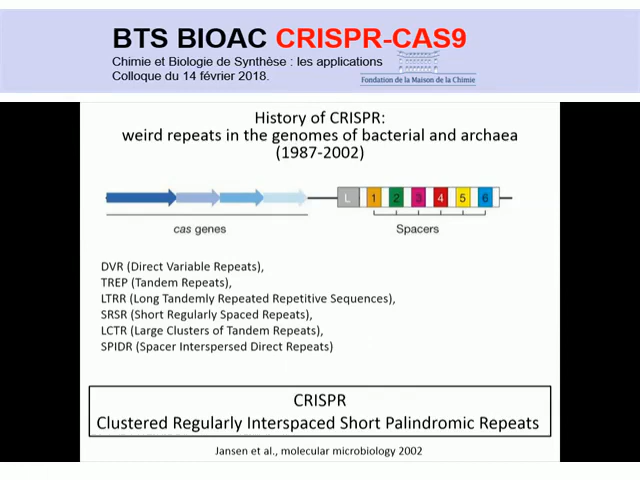 BTS BIOAC CRISPR-CAS9
Chimie et Biologie de Synthèse : les applications
Colloque du 14 février 2018.
Fondation de la Maison de la Chimie
History of CRISPR:
weird repeats in the genomes of bacterial and archaea
(1987-2002)
L 1 2 3 4 5 6
cas genes
Spacers
DVR (Direct Variable Repeats),
TREP (Tandem Repeats),
LTRR (Long Tandemly Repeated Repetitive Sequences),
SRSR (Short Regularly Spaced Repeats),
LCTR (Large Clusters of Tandem Repeats),
SPIDR (Spacer Interspersed Direct Repeats)
CRISPR
Clustered Regularly Interspaced Short Palindromic Repeats
Jansen et al., molecular microbiology 2002